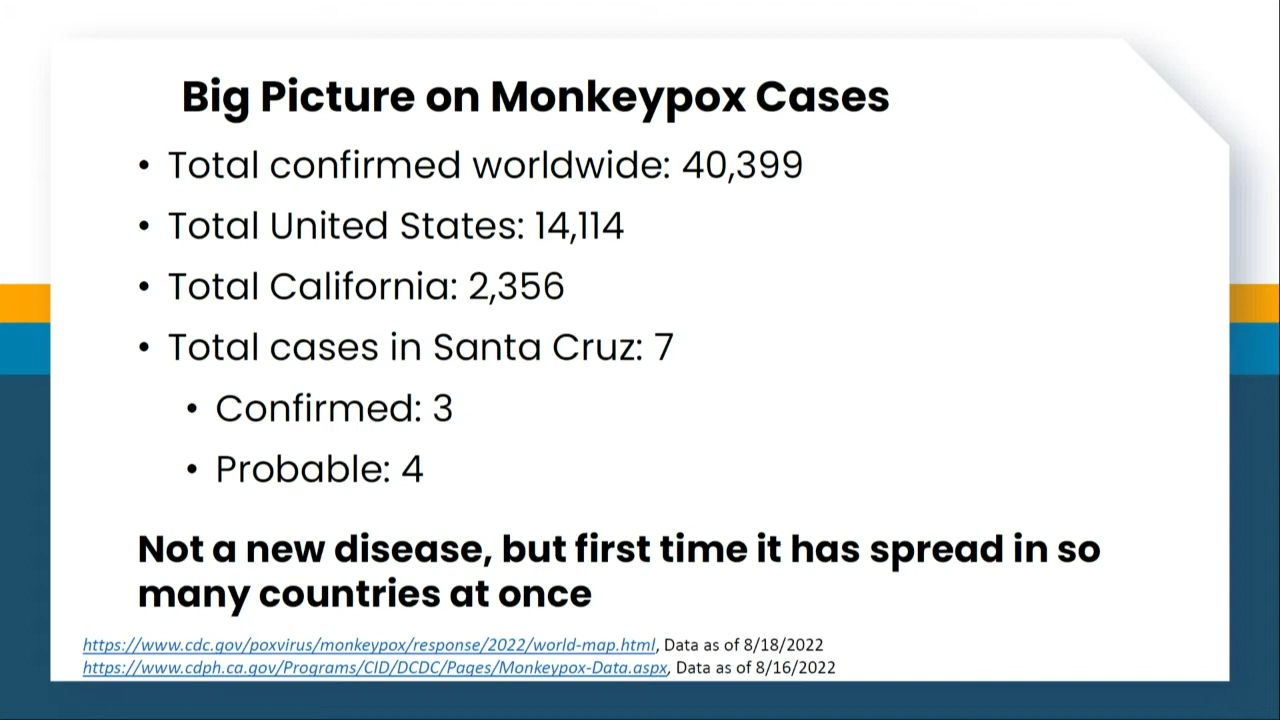 Big Picture on Monkeypox Cases
• Total confirmed worldwide: 40,399
• Total United States: 14,114
• Total California: 2,356
• Total cases in Santa Cruz: 7
• Confirmed: 3
• Probable: 4
Not a new disease, but first time it has spread in so
many countries at once
https://www.cdc.gov/poxvirus/monkeypox/response/2022/world-map.html, Data as of 8/18/2022
https://www.cdph.ca.gov/Programs/CID/DCDC/Pages/Monkeypox-Data.aspx, Data as of 8/16/2022